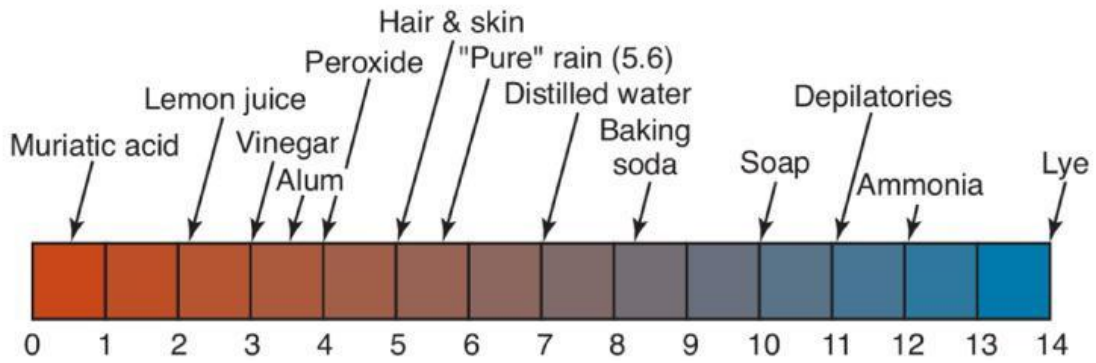 Hair & skin
"Pure" rain (5.6)
Peroxide
Distilled water
Lemon juice
Depilatories
Baking
soda
Muriatic acid
Vinegar
Alum
Soap
Ammonia
Lye
0 1 2 3 4 5 6 7 8 9 10 11 12 13 14